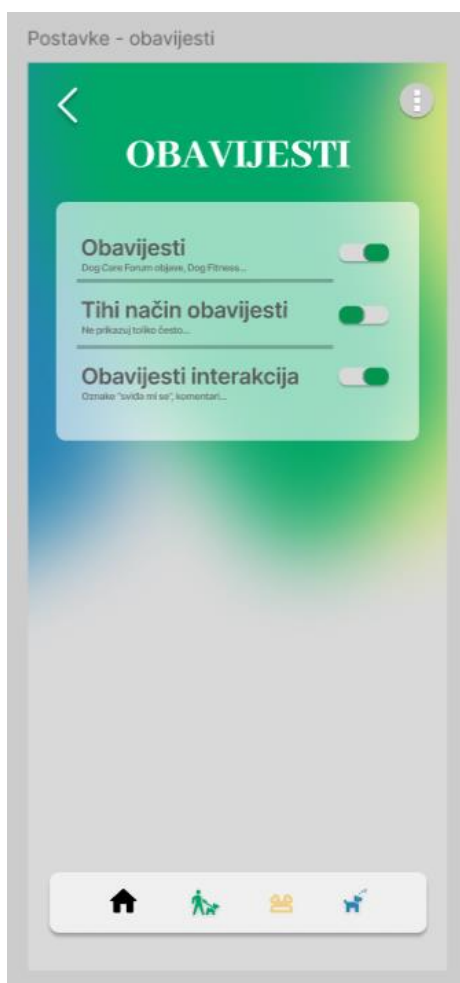 Postavke - obavijesti
OBAVIJESTI
Obavijesti
Dog Care Forum objave, Dog Fitness...
Tihi način obavijesti
Ne prikazuj toliko često...
Obavijesti interakcija
Oznake "sviđa mi se", komentari...